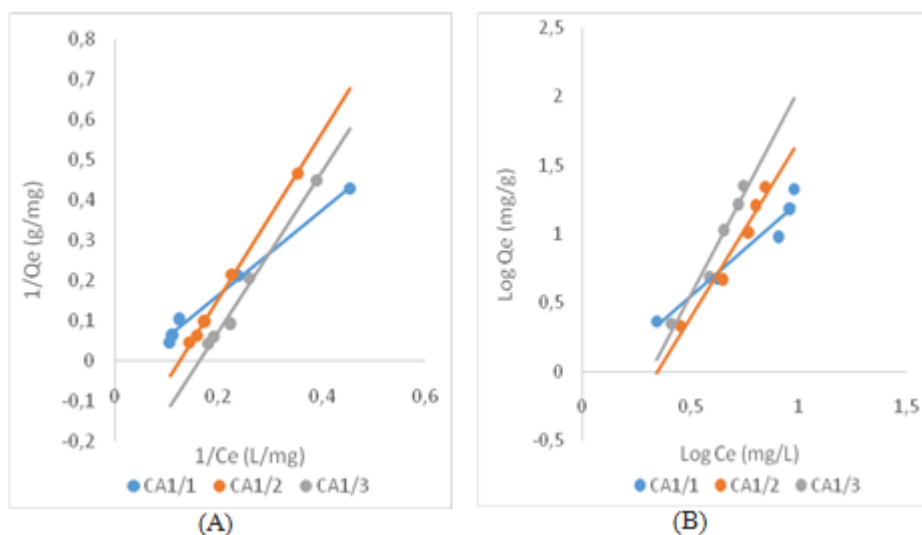 0,8
0,7
0,6
0,5
0,4
0,3
0,2
0,1
0
-0,1
-0,2
1/Qe (g/mg)
0 0,2 0,4 0,6
1/Ce (L/mg)
CA1/1 CA1/2 CA1/3
(A)
2,5
2
1,5
1
0,5
0
-0,5
Log Qe (mg/g)
0 0,5 1 1,5
Log Ce (mg/L)
CA1/1 CA1/2 CA1/3
(B)